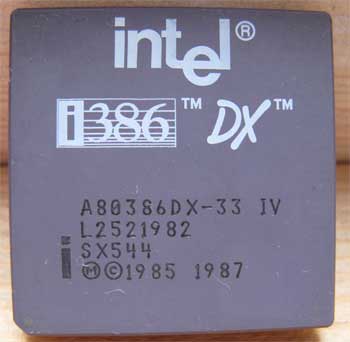 intel®
i386™ DX™
A80386DX-33 IV
L2521982
SX544
Ⓜ©1985 1987